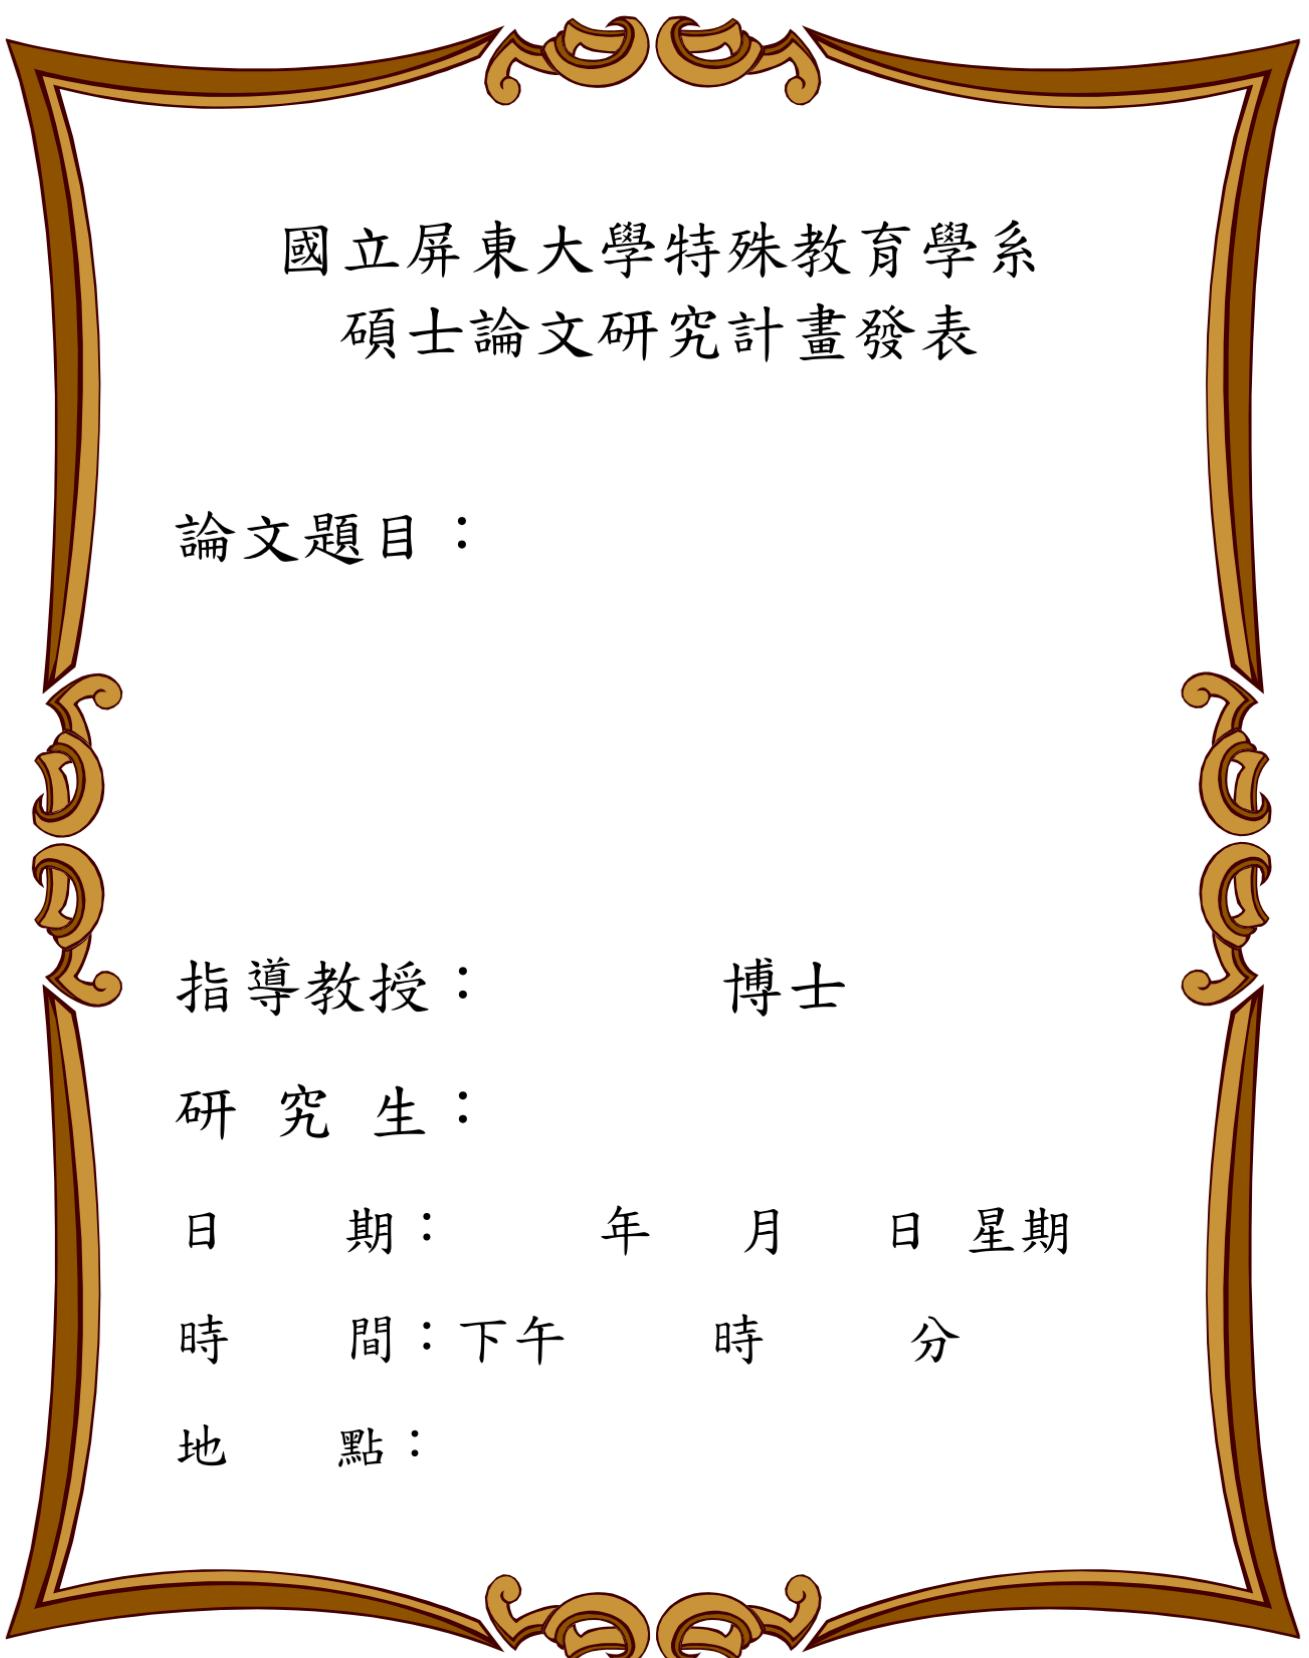 國立屏東大學特殊教育學系
碩士論文研究計畫發表
論文題目：
指導教授：　　　　博士
研 究 生：
日　　期：　　　年　　月　　日 星期
時　　間：下午　　　時　　　分
地　　點：